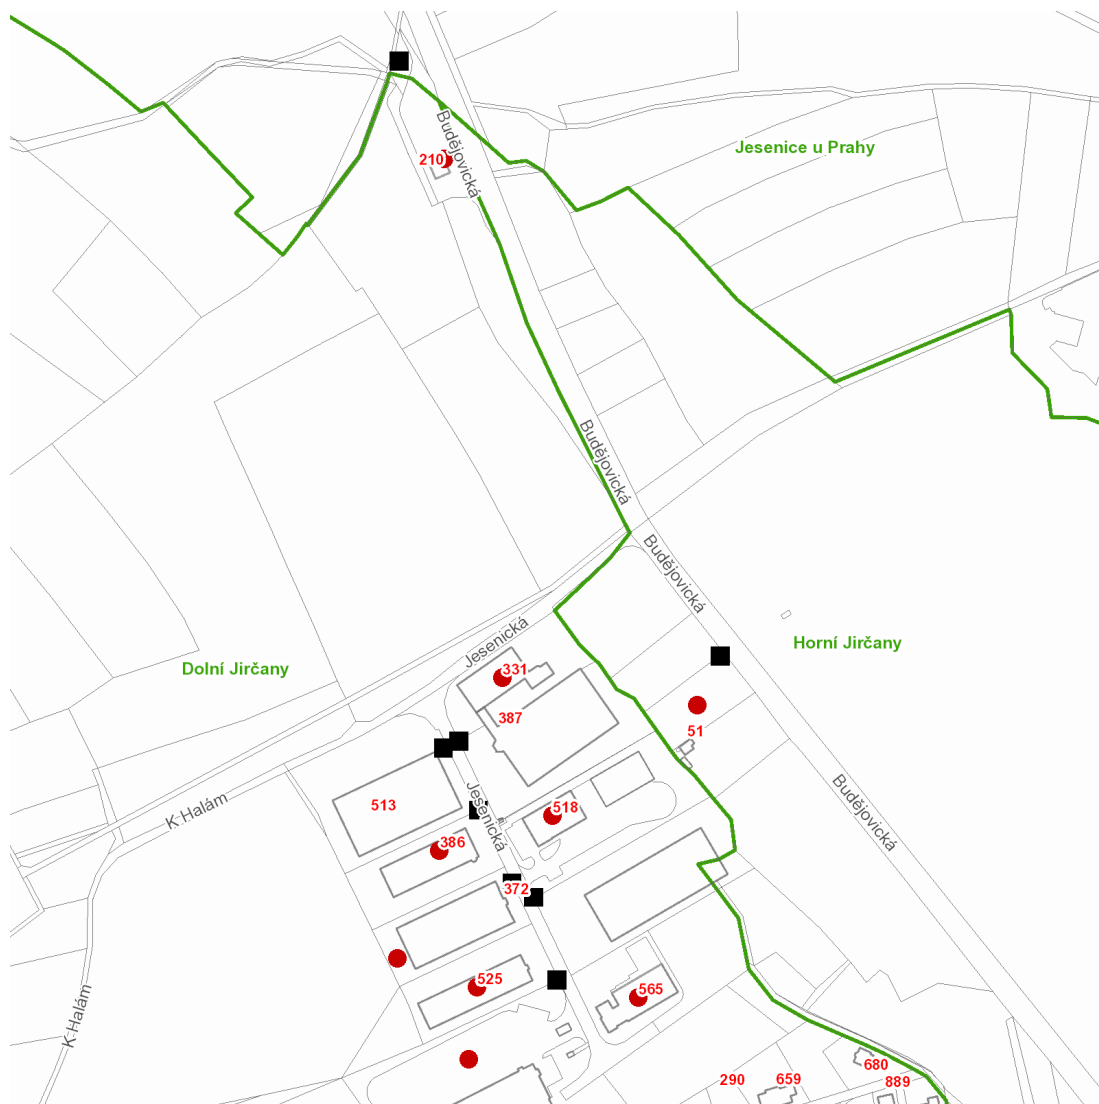 Budějovická
Jesenice u Prahy
210
Budějovická
Budějovická
Jesenická
Horní Jirčany
Dolní Jirčany
331
387
51
Jesenická
513
518
K Halám
Budějovická
386
372
525
565
K Halám
680
290
659
889